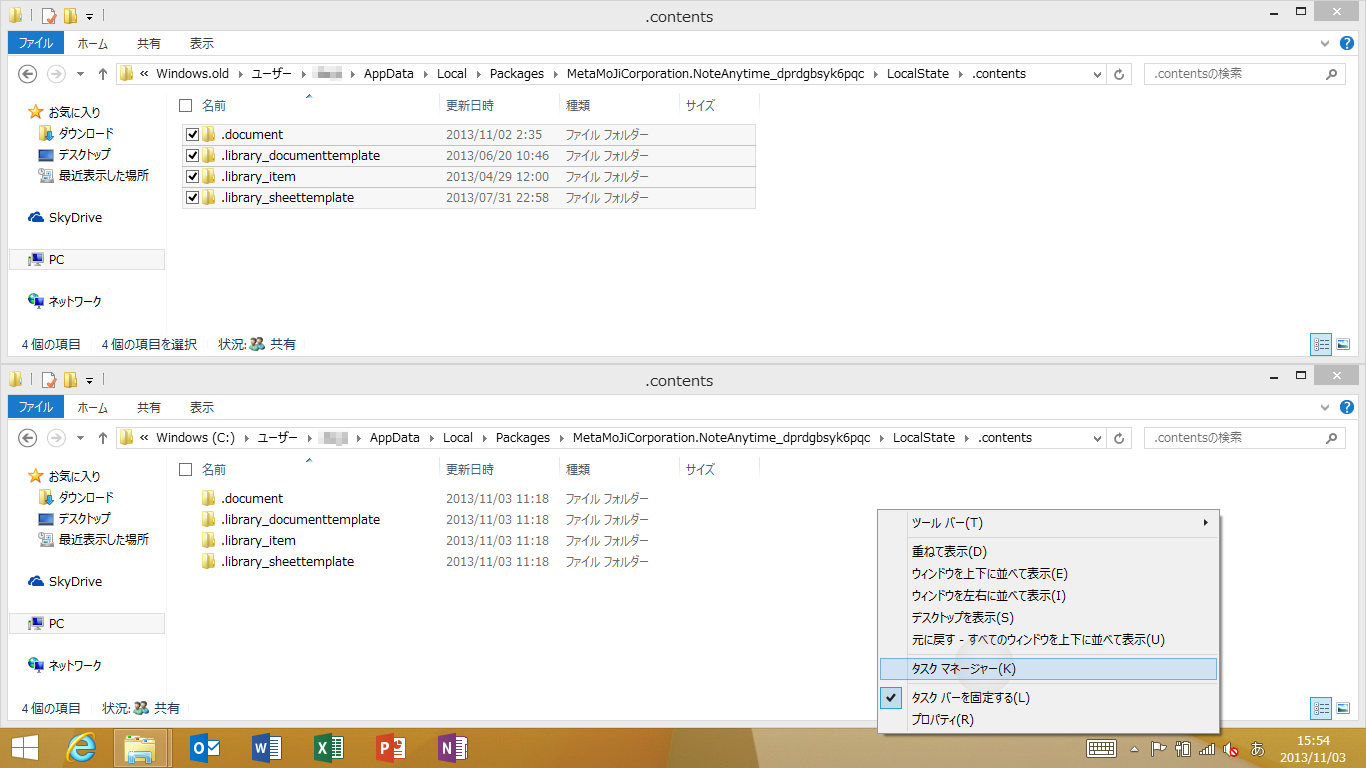 .contents
ファイル ホーム 共有 表示
« Windows.old ユーザー AppData Local Packages MetaMoJiCorporation.NoteAnytime_dprdgbsyk6pqc LocalState .contents .contentsの検索
お気に入り
ダウンロード
デスクトップ
最近表示した場所
SkyDrive
PC
ネットワーク
名前 更新日時 種類 サイズ
.document 2013/11/02 2:35 ファイル フォルダー
.library_documenttemplate 2013/06/20 10:46 ファイル フォルダー
.library_item 2013/04/29 12:00 ファイル フォルダー
.library_sheettemplate 2013/07/31 22:58 ファイル フォルダー
4 個の項目 4 個の項目を選択 状況: 共有
.contents
ファイル ホーム 共有 表示
« Windows (C:) ユーザー AppData Local Packages MetaMoJiCorporation.NoteAnytime_dprdgbsyk6pqc LocalState .contents .contentsの検索
お気に入り
ダウンロード
デスクトップ
最近表示した場所
SkyDrive
PC
ネットワーク
名前 更新日時 種類 サイズ
.document 2013/11/03 11:18 ファイル フォルダー
.library_documenttemplate 2013/11/03 11:18 ファイル フォルダー
.library_item 2013/11/03 11:18 ファイル フォルダー
.library_sheettemplate 2013/11/03 11:18 ファイル フォルダー
4 個の項目 状況: 共有
ツール バー(T)
重ねて表示(D)
ウィンドウを上下に並べて表示(E)
ウィンドウを左右に並べて表示(I)
デスクトップを表示(S)
元に戻す - すべてのウィンドウを上下に並べて表示(U)
タスク マネージャー(K)
タスク バーを固定する(L)
プロパティ(R)
あ
15:54
2013/11/03